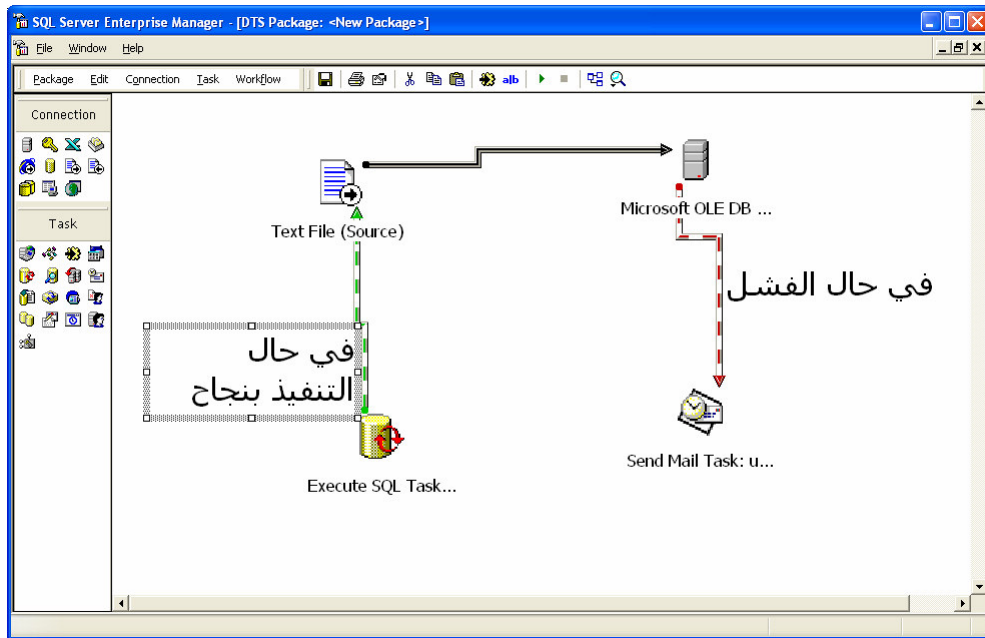 SQL Server Enterprise Manager - [DTS Package: <New Package>]
File Window Help
Package Edit Connection Task Workflow alb
Connection
Task
Text File (Source)
Microsoft OLE DB ...
في حال الفشل
في حال
التنفيذ بنجاح
Send Mail Task: u...
Execute SQL Task...